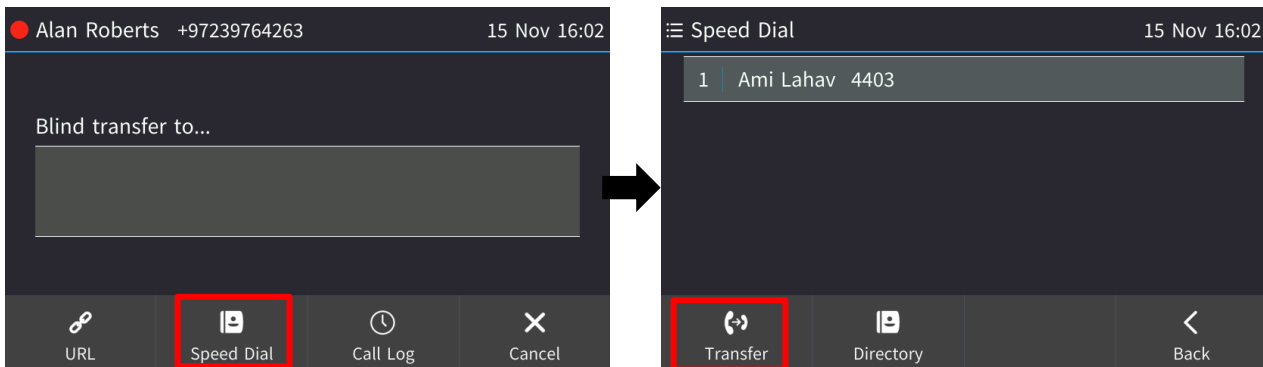 Alan Roberts +97239764263 15 Nov 16:02
Blind transfer to...
URL Speed Dial Call Log Cancel
Speed Dial 15 Nov 16:02
1 Ami Lahav 4403
Transfer Directory Back